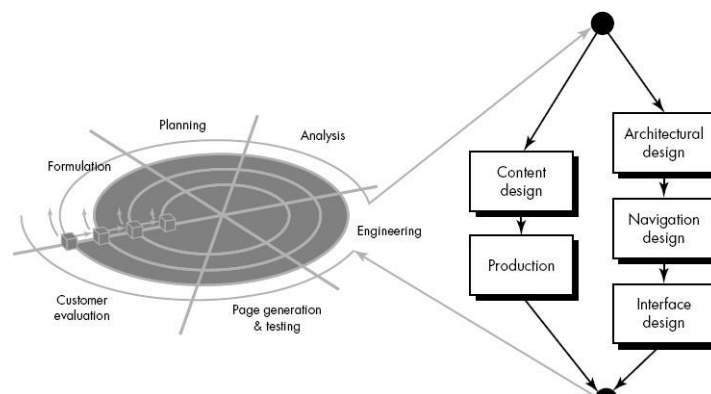 Planning
Analysis
Formulation
Engineering
Customer
evaluation
Page generation
& testing
Content
design
Production
Architectural
design
Navigation
design
Interface
design